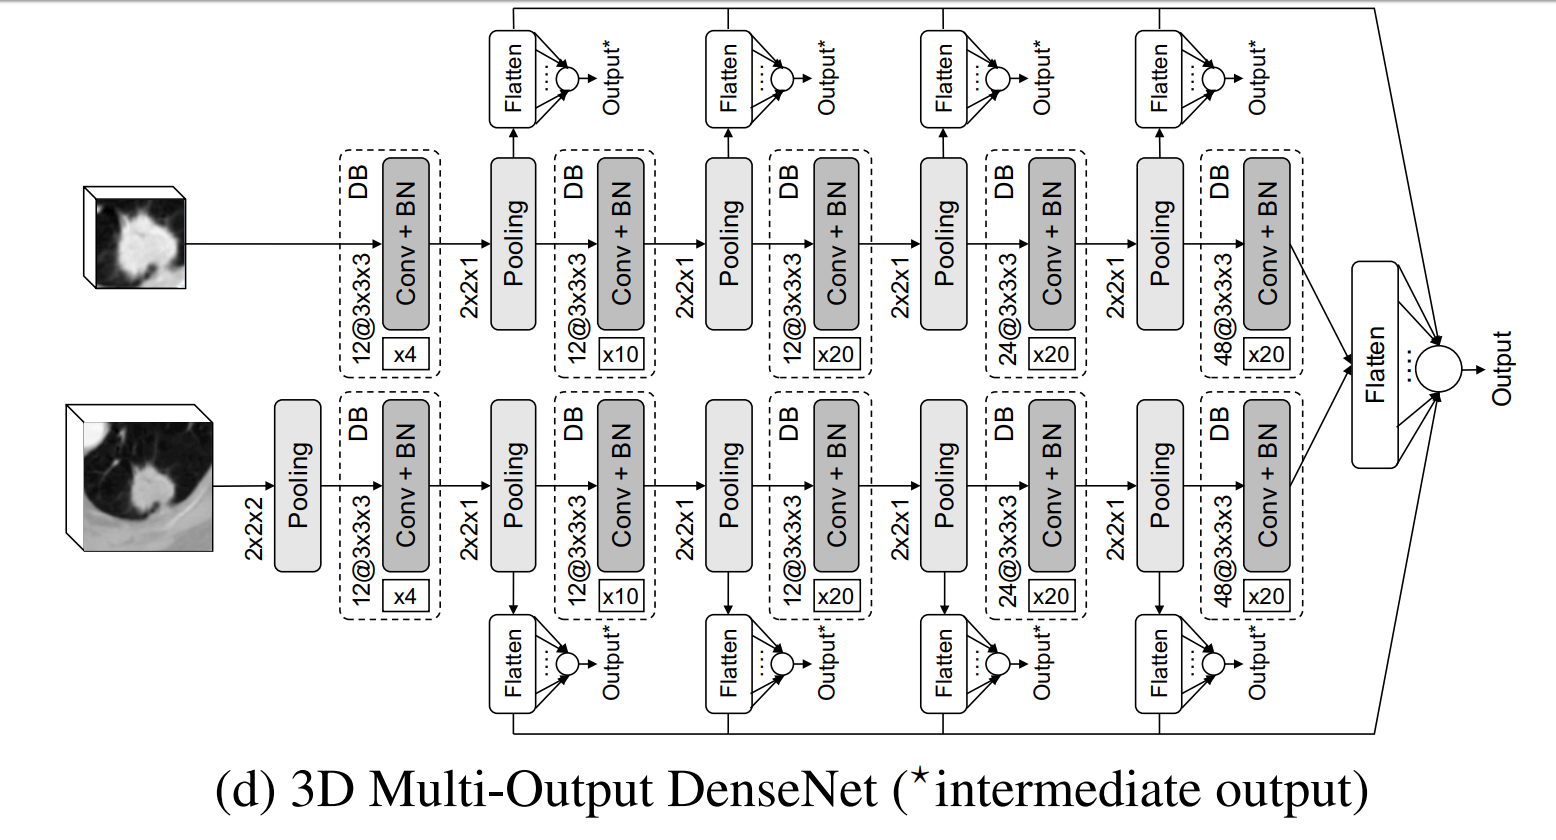 Flatten
Output*
Flatten
Output*
Flatten
Output*
Flatten
Output*
12@3x3x3
DB
Conv + BN
x4
2x2x1
Pooling
12@3x3x3
DB
Conv + BN
x10
2x2x1
Pooling
12@3x3x3
DB
Conv + BN
x20
2x2x1
Pooling
24@3x3x3
DB
Conv + BN
x20
2x2x1
Pooling
48@3x3x3
DB
Conv + BN
x20
Flatten
Output
2x2x2
Pooling
12@3x3x3
DB
Conv + BN
x4
2x2x1
Pooling
12@3x3x3
DB
Conv + BN
x10
2x2x1
Pooling
12@3x3x3
DB
Conv + BN
x20
2x2x1
Pooling
24@3x3x3
DB
Conv + BN
x20
2x2x1
Pooling
48@3x3x3
DB
Conv + BN
x20
Flatten
Output*
Flatten
Output*
Flatten
Output*
Flatten
Output*
(d) 3D Multi-Output DenseNet (*intermediate output)